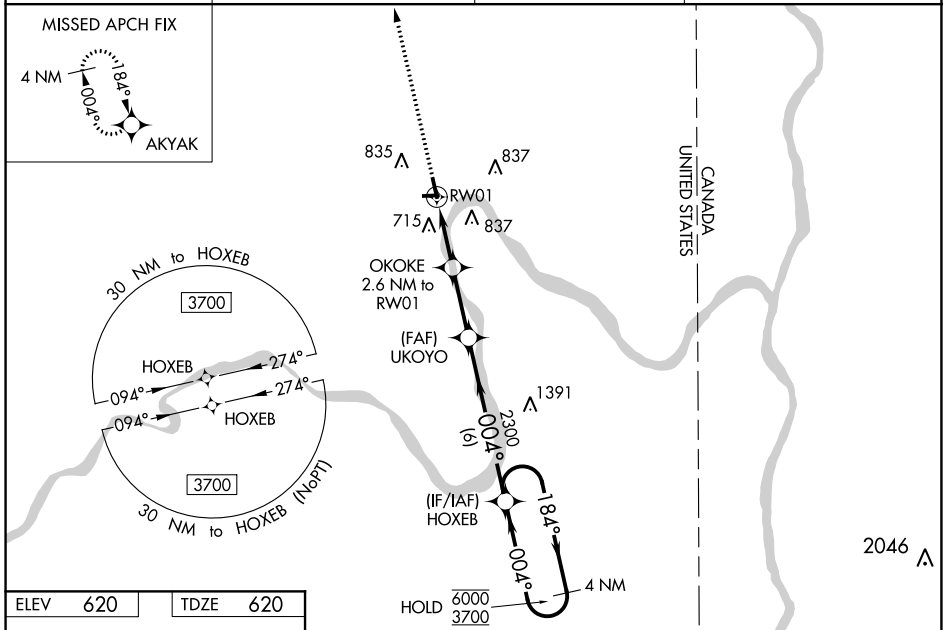 MISSED APCH FIX
4 NM
184°
004°
AKYAK
835
837
RW01
715
837
CANADA
UNITED STATES
OKOKE
2.6 NM to
RW01
(FAF)
UKOYO
30 NM to HOXEB
3700
HOXEB
274°
094°
274°
094°
HOXEB
3700
30 NM to HOXEB (NoPT)
1391
2300
004°
(6)
(IF/IAF)
HOXEB
184°
004°
4 NM
HOLD
6000
3700
2046
ELEV 620
TDZE 620